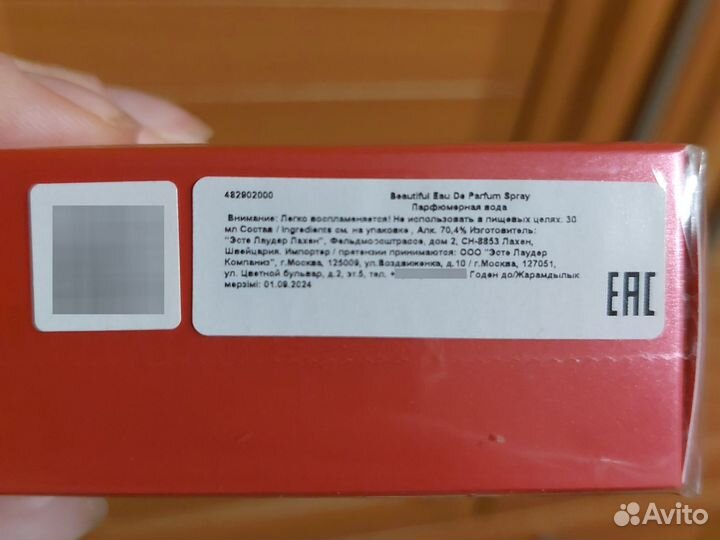 482902000 Beautiful Eau De Parfum Spray
Парфюмерная вода
Внимание: Легко воспламеняется! Не использовать в пищевых целях. 30
мл Состав / Ingredients см. на упаковке , Алк. 70,4% Изготовитель:
"Эсте Лаудер Лахен", Фельдмоосштрассе, дом 2, CH-8853 Лахен,
Швейцария. Импортер / претензии принимаются: ООО "Эсте Лаудер
Компаниз", г.Москва, 125009, ул.Воздвиженка, д.10 / г.Москва, 127051,
ул. Цветной бульвар, д.2, эт.5, тел. + Годен до/Жарамдылык
мерзімі: 01.09.2024
EAC
Avito